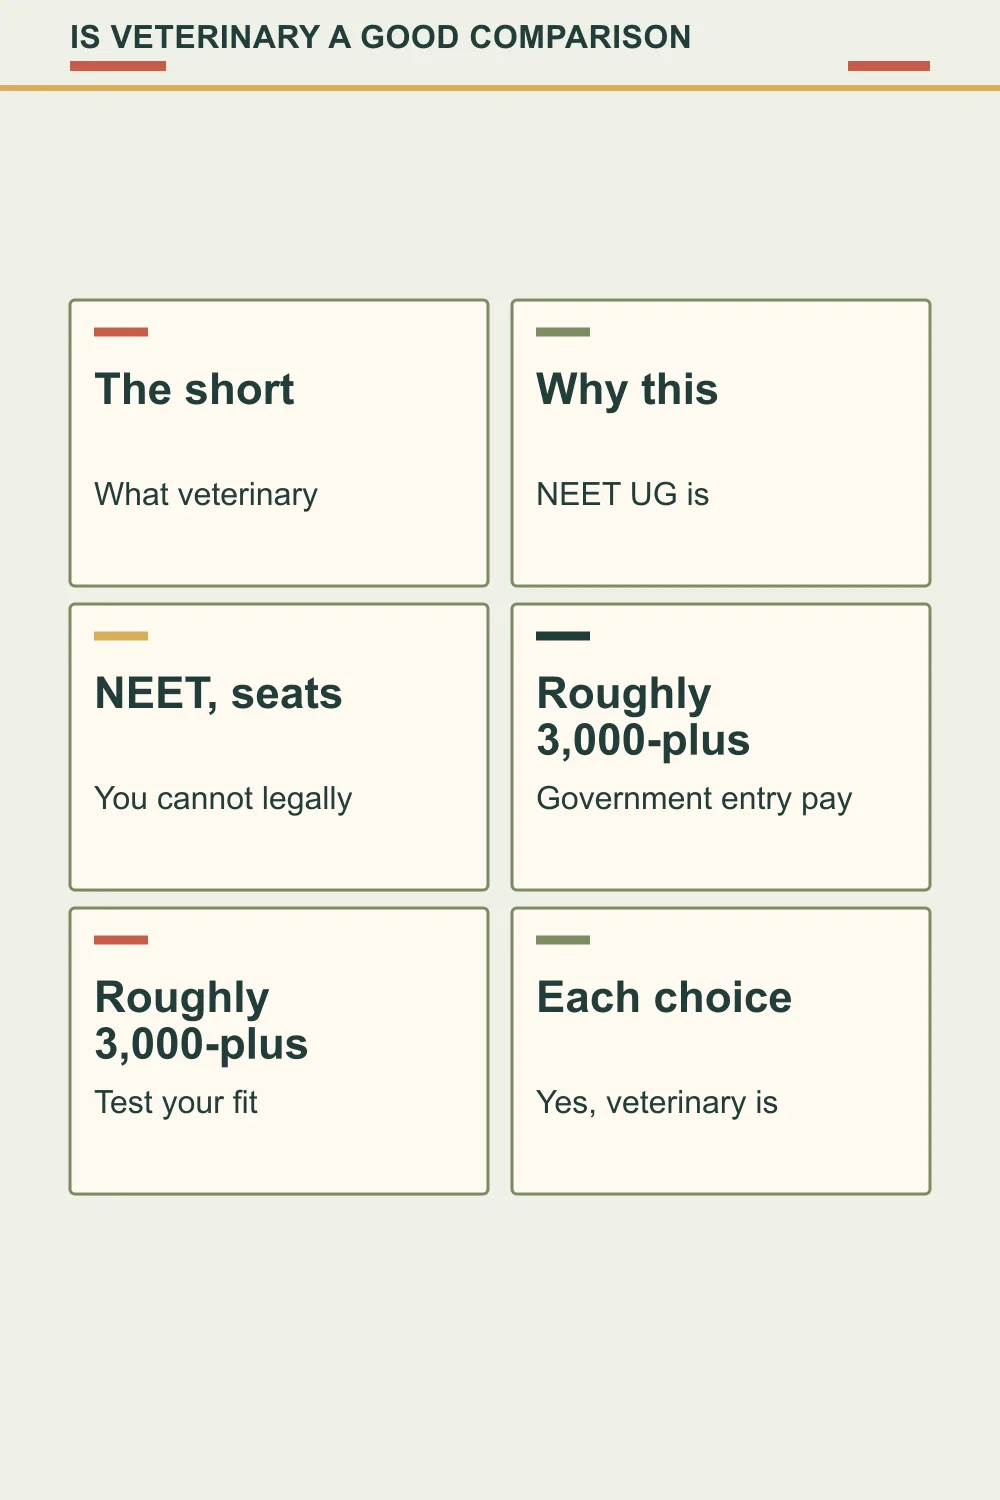 IS VETERINARY A GOOD COMPARISON
The short
What veterinary
Why this
NEET UG is
NEET, seats
You cannot legally
Roughly
3,000-plus
Government entry pay
Roughly
3,000-plus
Test your fit
Each choice
Yes, veterinary is